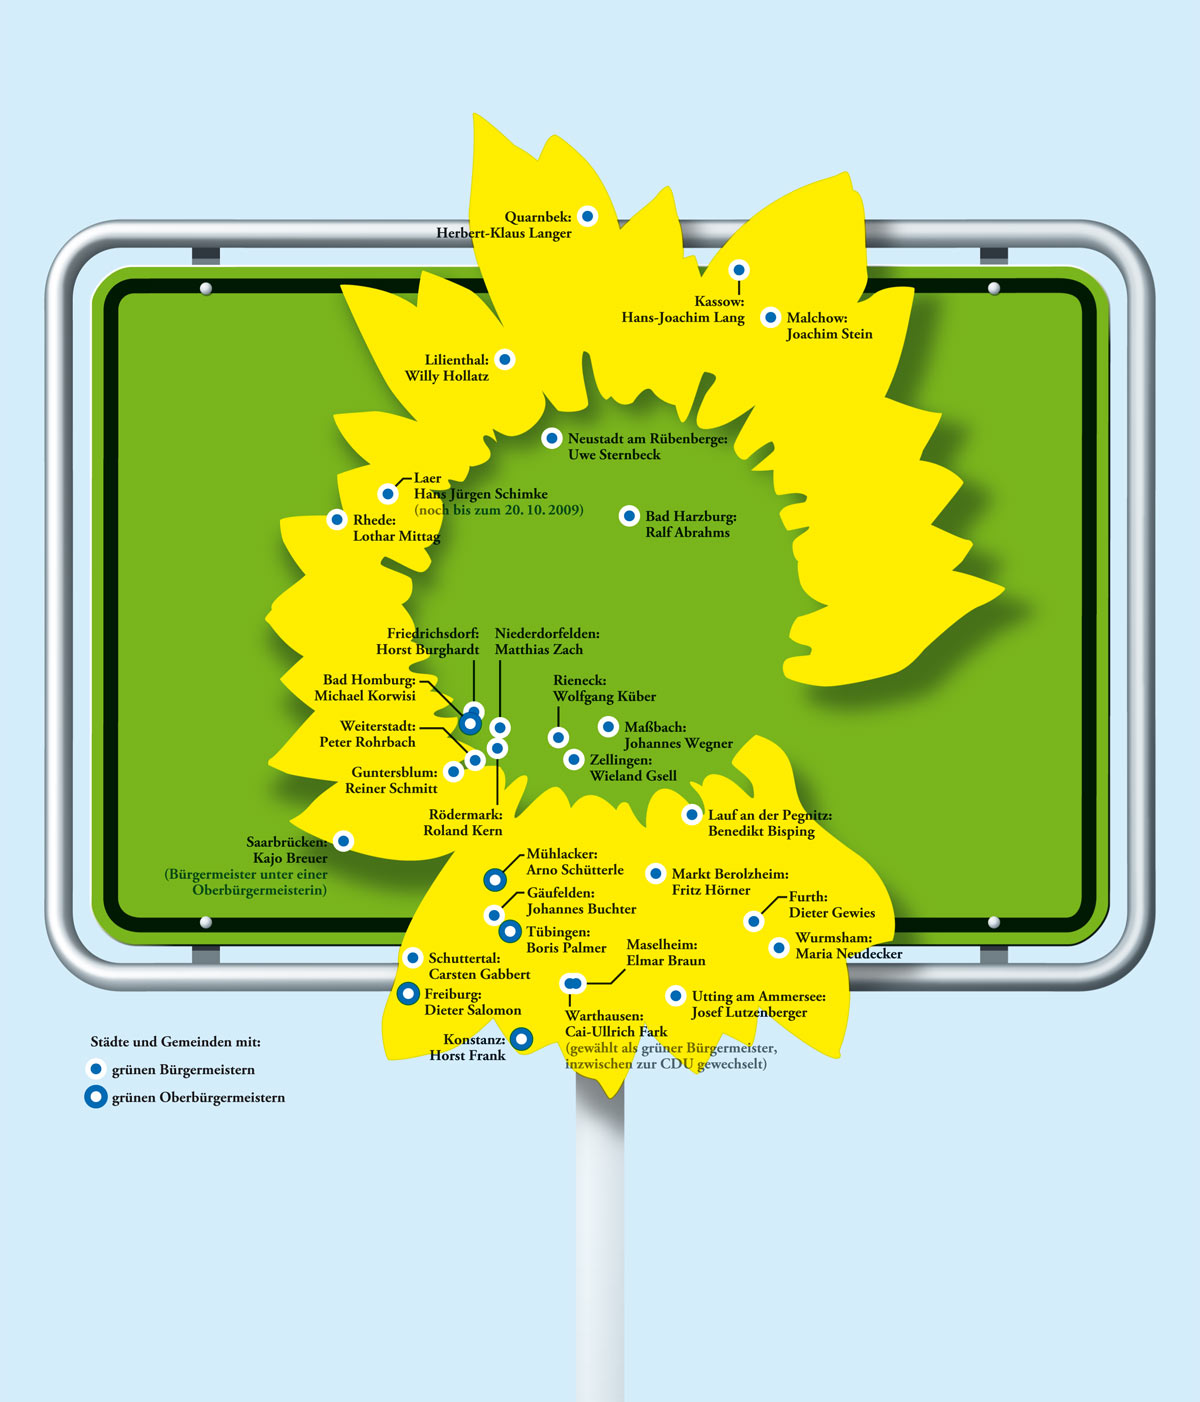 Quarnbek:
Herbert-Klaus Langer
Kassow:
Hans-Joachim Lang
Malchow:
Joachim Stein
Lilienthal:
Willy Hollatz
Neustadt am Rübenberge:
Uwe Sternbeck
Laer
Hans Jürgen Schimke
(noch bis zum 20. 10. 2009)
Rhede:
Lothar Mittag
Bad Harzburg:
Ralf Abrahms
Friedrichsdorf:
Horst Burghardt
Niederdorfelden:
Matthias Zach
Bad Homburg:
Michael Korwisi
Rieneck:
Wolfgang Küber
Weiterstadt:
Peter Rohrbach
Maßbach:
Johannes Wegner
Guntersblum:
Reiner Schmitt
Zellingen:
Wieland Gsell
Rödermark:
Roland Kern
Lauf an der Pegnitz:
Benedikt Bisping
Saarbrücken:
Kajo Breuer
(Bürgermeister unter einer
Oberbürgermeisterin)
Mühlacker:
Arno Schütterle
Markt Berolzheim:
Fritz Hörner
Gäufelden:
Johannes Buchter
Furth:
Dieter Gewies
Tübingen:
Boris Palmer
Wurmsham:
Maria Neudecker
Maselheim:
Elmar Braun
Schuttertal:
Carsten Gabbert
Freiburg:
Dieter Salomon
Utting am Ammersee:
Josef Lutzenberger
Warthausen:
Cai-Ullrich Fark
(gewählt als grüner Bürgermeister,
inzwischen zur CDU gewechselt)
Konstanz:
Horst Frank
Städte und Gemeinden mit:
grünen Bürgermeistern
grünen Oberbürgermeistern